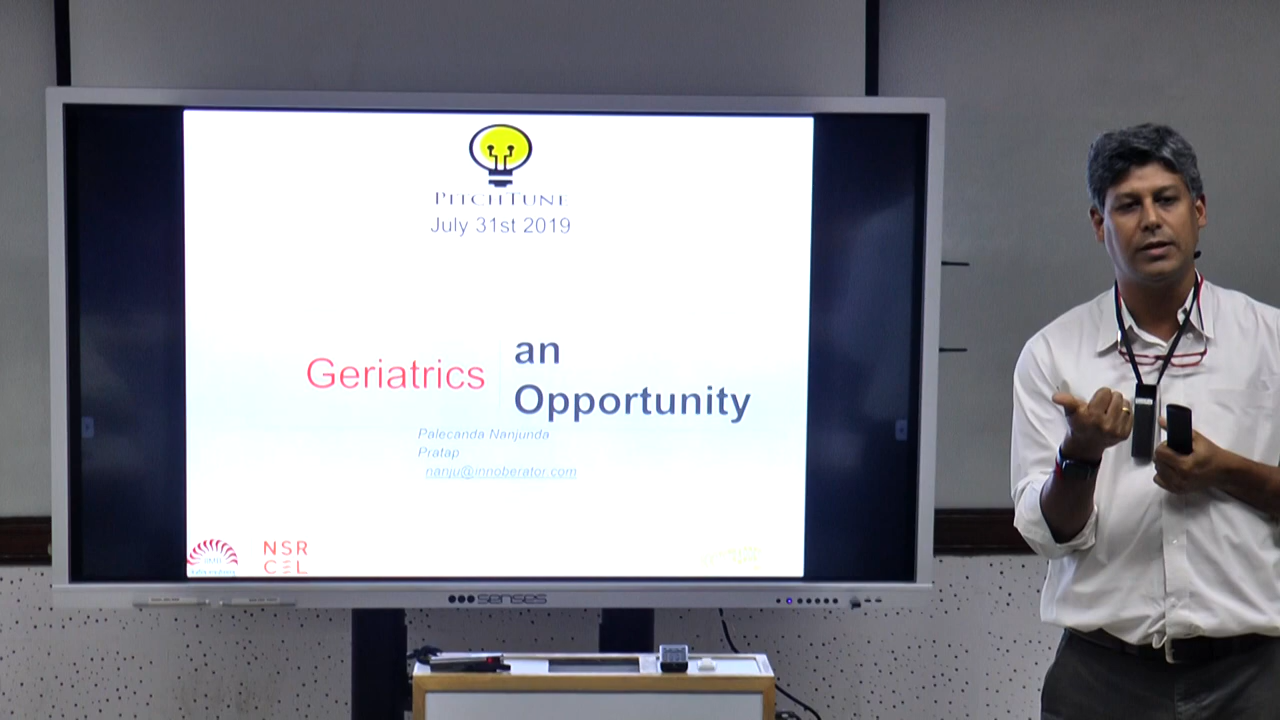 PITCHTUNE
July 31st 2019
Geriatrics
an
Opportunity
Palecanda Nanjunda
Pratap
nanju@innoberator.com
NSR
CEL
senses